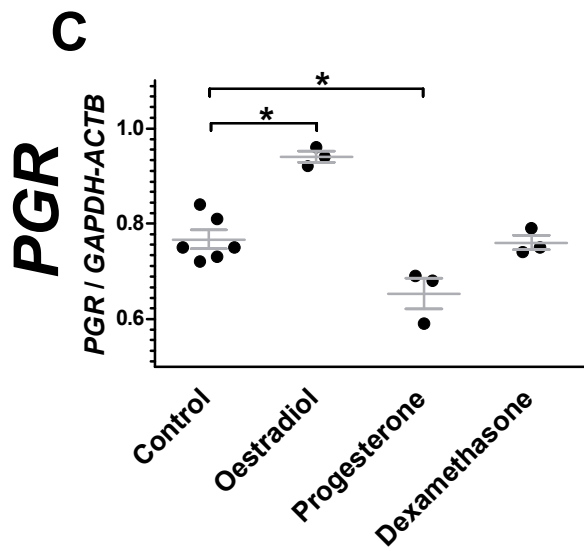 C
PGR
PGR / GAPDH-ACTB
*
*
1.0
0.8
0.6
Control
Oestradiol
Progesterone
Dexamethasone